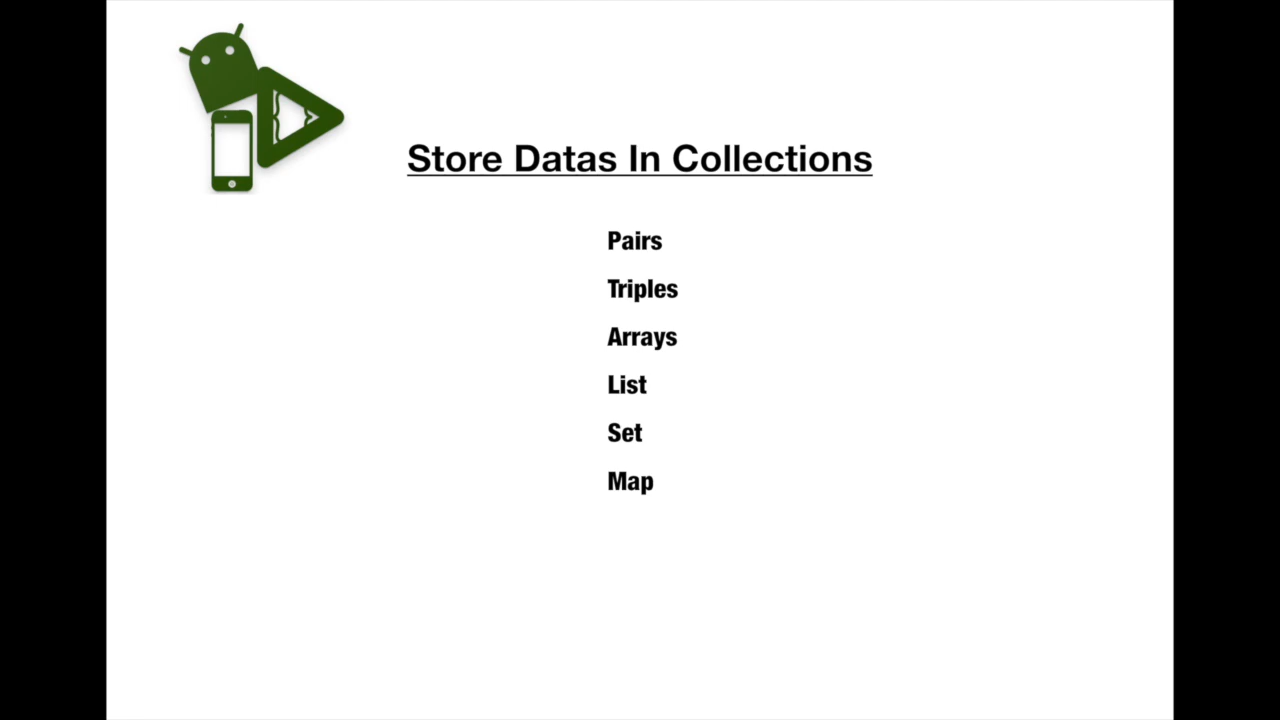 Store Datas In Collections
Pairs
Triples
Arrays
List
Set
Map